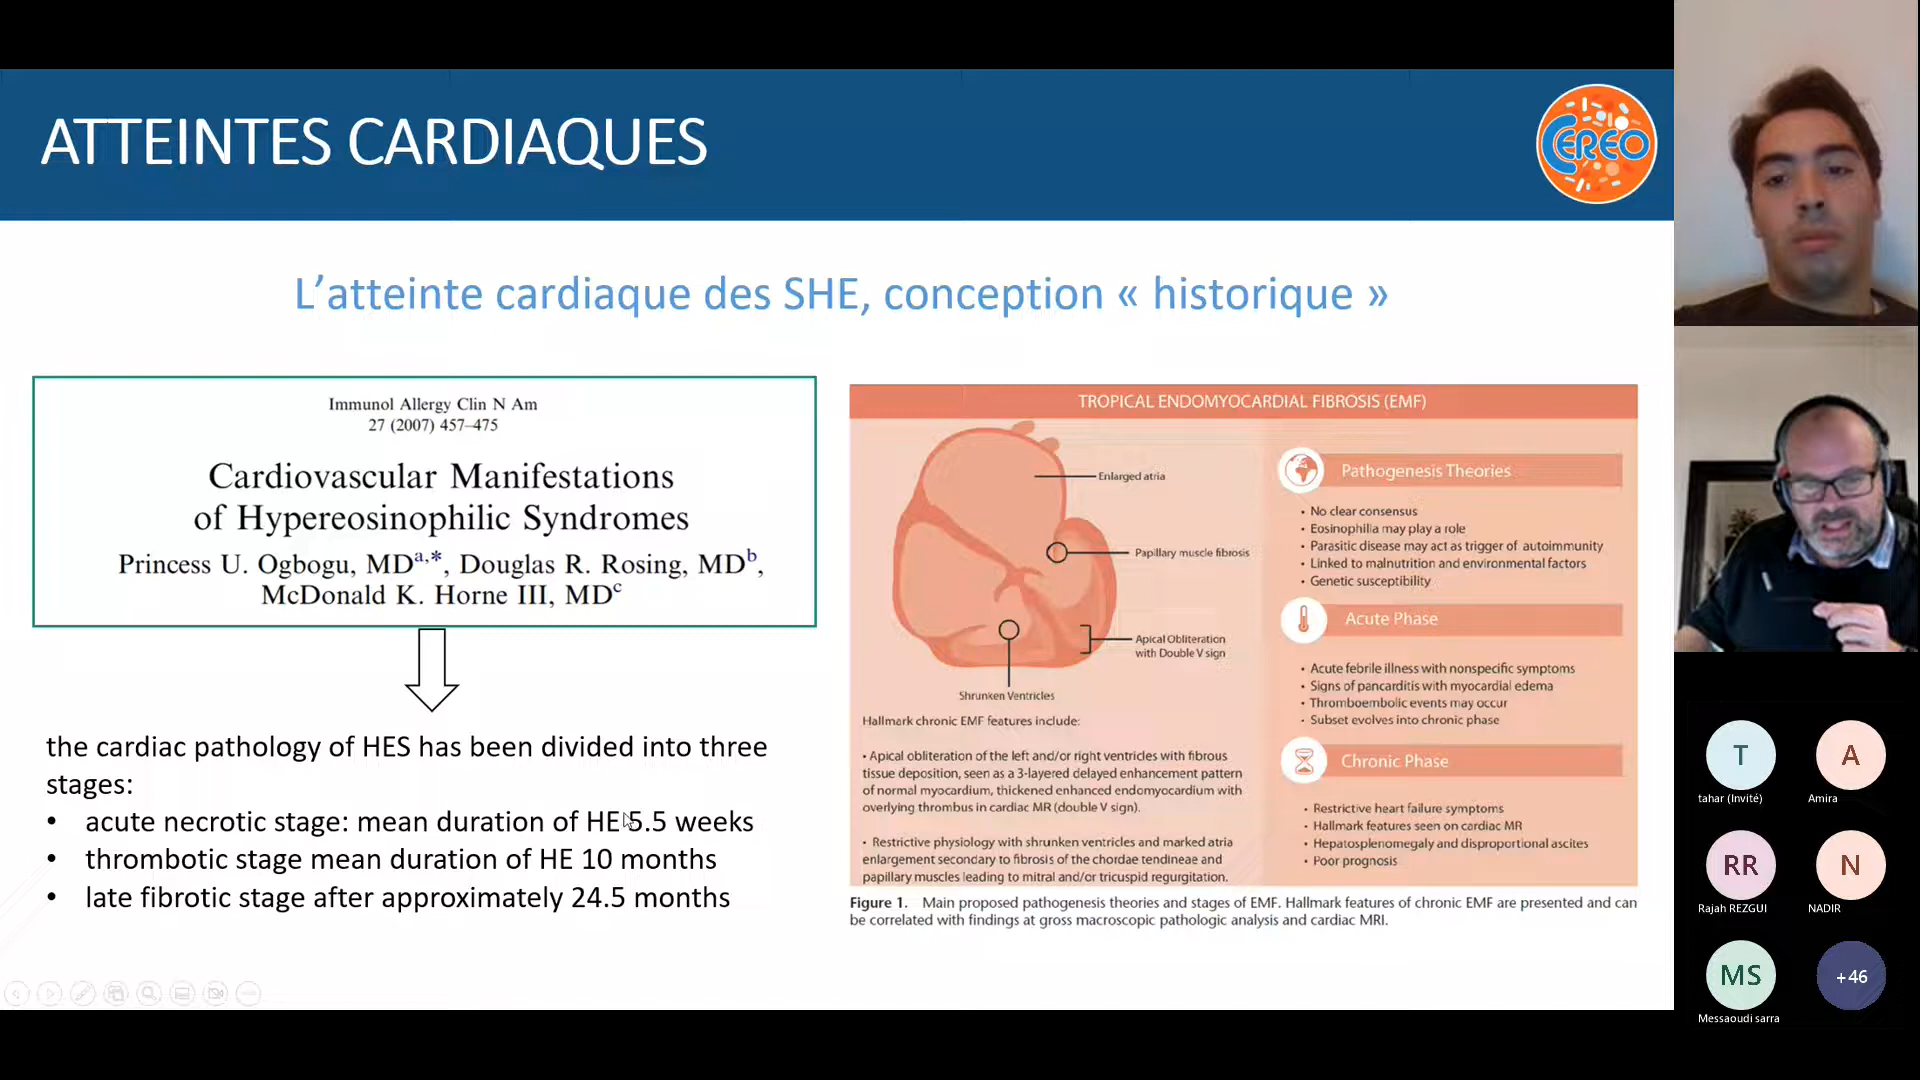 ATTEINTES CARDIAQUES
CEREO
L’atteinte cardiaque des SHE, conception « historique »
Immunol Allergy Clin N Am
27 (2007) 457–475
Cardiovascular Manifestations
of Hypereosinophilic Syndromes
Princess U. Ogbogu, MDa,*, Douglas R. Rosing, MDb,
McDonald K. Horne III, MDc
the cardiac pathology of HES has been divided into three
stages:
• acute necrotic stage: mean duration of HE 5.5 weeks
• thrombotic stage mean duration of HE 10 months
• late fibrotic stage after approximately 24.5 months
TROPICAL ENDOMYOCARDIAL FIBROSIS (EMF)
Enlarged atria
Papillary muscle fibrosis
Apical Obliteration
with Double V sign
Shrunken Ventricles
Hallmark chronic EMF features include:
• Apical obliteration of the left and/or right ventricles with fibrous
tissue deposition, seen as a 3-layered delayed enhancement pattern
of normal myocardium, thickened enhanced endomyocardium with
overlying thrombus in cardiac MR (double V sign).
• Restrictive physiology with shrunken ventricles and marked atria
enlargement secondary to fibrosis of the chordae tendineae and
papillary muscles leading to mitral and/or tricuspid regurgitation.
Pathogenesis Theories
• No clear consensus
• Eosinophilia may play a role
• Parasitic disease may act as trigger of autoimmunity
• Linked to malnutrition and environmental factors
• Genetic susceptibility
Acute Phase
• Acute febrile illness with nonspecific symptoms
• Signs of pancarditis with myocardial edema
• Thromboembolic events may occur
• Subset evolves into chronic phase
Chronic Phase
• Restrictive heart failure symptoms
• Hallmark features seen on cardiac MR
• Hepatosplenomegaly and disproportional ascites
• Poor prognosis
Figure 1. Main proposed pathogenesis theories and stages of EMF. Hallmark features of chronic EMF are presented and can
be correlated with findings at gross macroscopic pathologic analysis and cardiac MRI.
T
tahar (Invité)
A
Amira
RR
Rajah REZGUI
N
NADIR
MS
Messaoudi sarra
+46